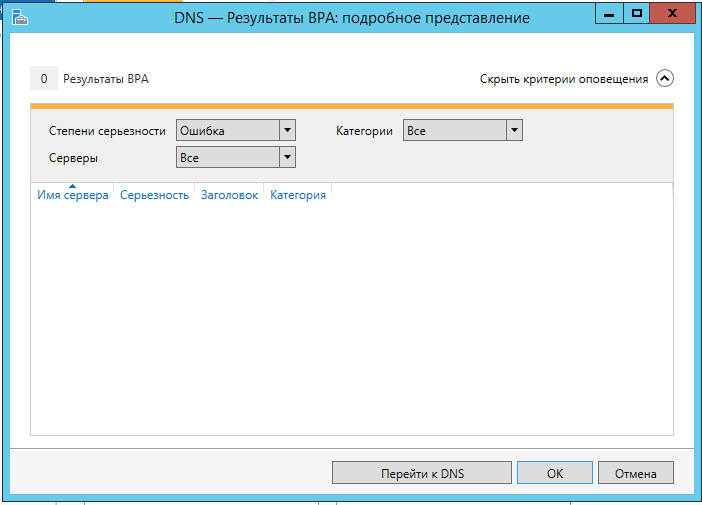 DNS — Результаты BPA: подробное представление
0 Результаты BPA Скрыть критерии оповещения
Степени серьезности Ошибка Категории Все
Серверы Все
Имя сервера Серьезность Заголовок Категория
Перейти к DNS OK Отмена